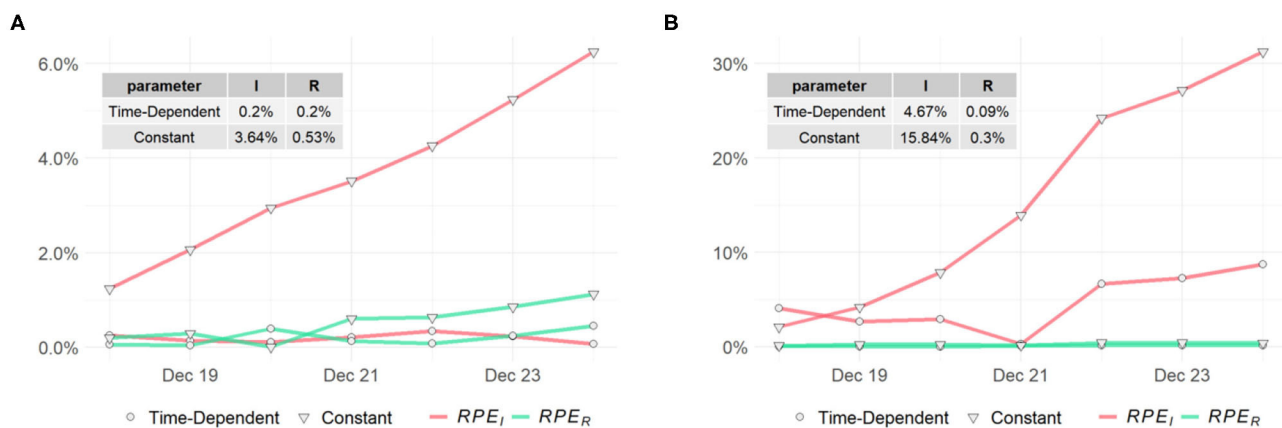 A
6.0%
4.0%
2.0%
0.0%
parameter I R
Time-Dependent 0.2% 0.2%
Constant 3.64% 0.53%
Dec 19 Dec 21 Dec 23
Time-Dependent Constant RPE_I RPE_R
B
30%
20%
10%
0%
parameter I R
Time-Dependent 4.67% 0.09%
Constant 15.84% 0.3%
Dec 19 Dec 21 Dec 23
Time-Dependent Constant RPE_I RPE_R